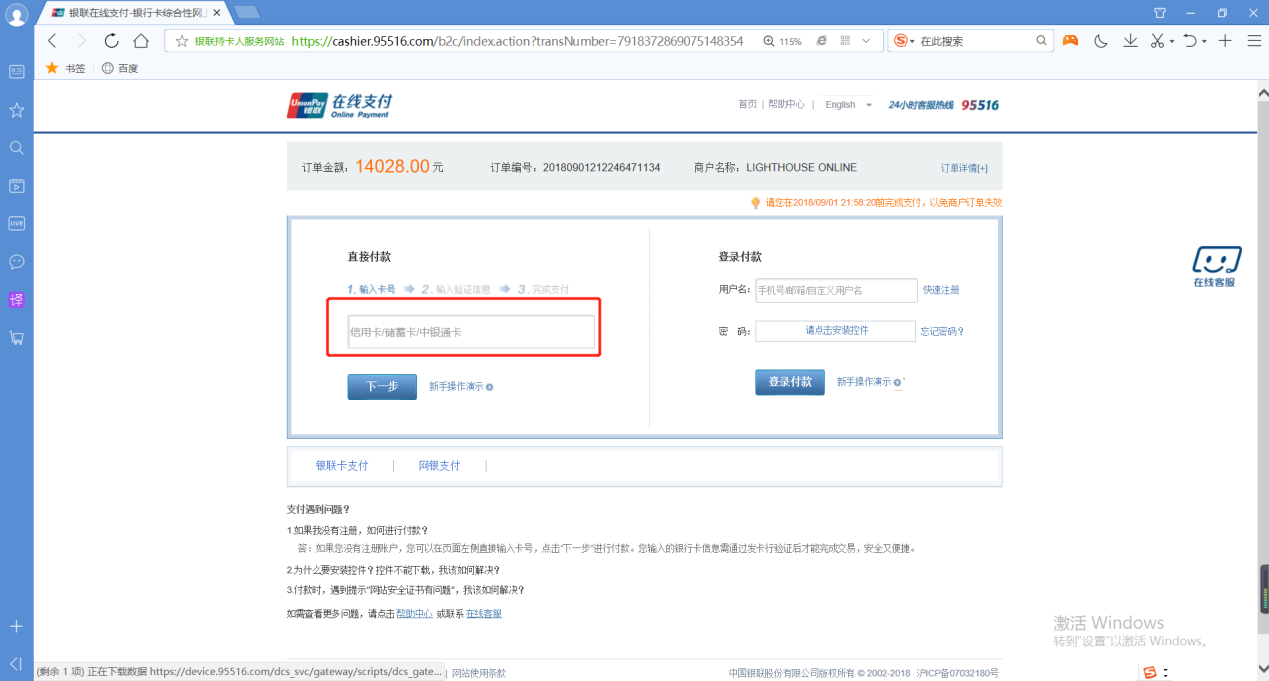 银联在线支付-银行卡综合性网
银联持卡人服务网站 https://cashier.95516.com/b2c/index.action?transNumber=7918372869075148354 115% 在此搜索
书签 百度
LIVE
译
UnionPay 银联 在线支付 Online Payment
首页 | 帮助中心 | English 24小时客服热线 95516
订单金额：14028.00元 订单编号：20180901212246471134 商户名称：LIGHTHOUSE ONLINE 订单详情[+]
请您在2018/09/01 21:58:20前完成支付，以免商户订单失败
直接付款
1. 输入卡号 2. 输入验证信息 3. 完成支付
信用卡/储蓄卡/中银通卡
下一步 新手操作演示
登录付款
用户名： 手机号/邮箱/自定义用户名 快速注册
密 码： 请点击安装控件 忘记密码？
登录付款 新手操作演示
在线客服
银联卡支付 | 网银支付 |
支付遇到问题？
1.如果我没有注册，如何进行付款？
答：如果您没有注册账户，您可以在页面左侧直接输入卡号，点击“下一步”进行付款。您输入的银行卡信息需通过发卡行验证后才能完成交易，安全又便捷。
2.为什么要安装控件？控件不能下载，我该如何解决？
3.付款时，遇到提示“网站安全证书有问题”，我该如何解决？
如需查看更多问题，请点击帮助中心 或联系在线客服
激活 Windows
转到"设置"以激活 Windows。
(剩余 1 项) 正在下载数据 https://device.95516.com/dcs_svc/gateway/scripts/dcs_gate... | 网站使用条款 中国银联股份有限公司版权所有 © 2002-2018 沪ICP备07032180号